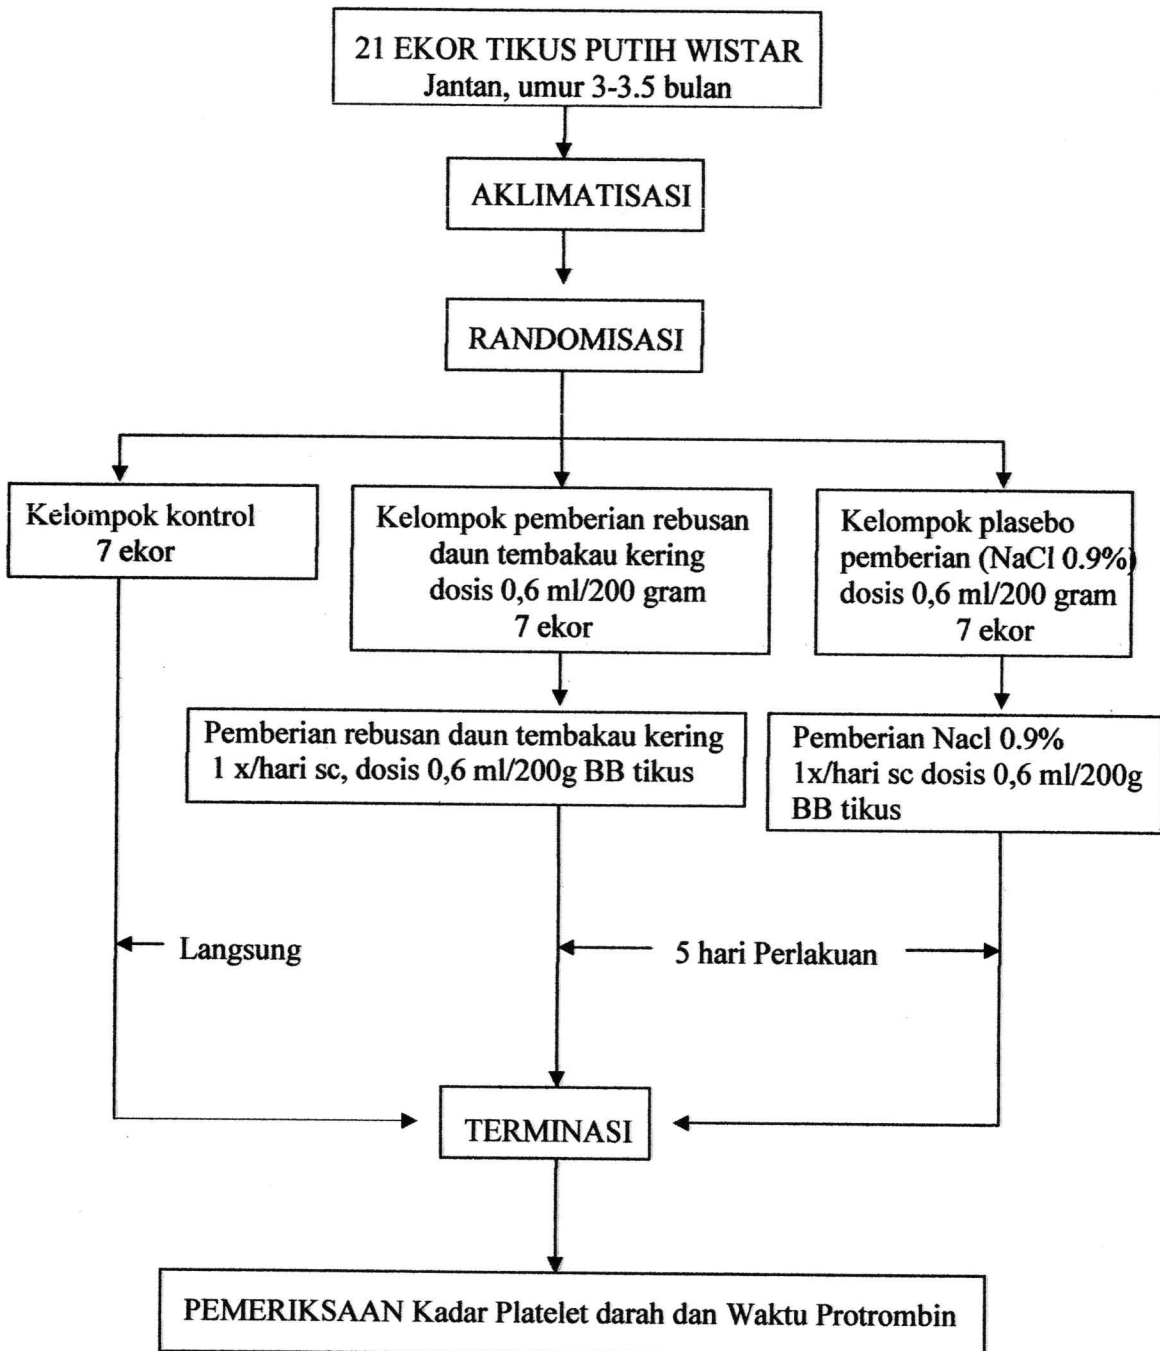 21 EKOR TIKUS PUTIH WISTAR
Jantan, umur 3-3.5 bulan
AKLIMATISASI
RANDOMISASI
Kelompok kontrol
7 ekor
Kelompok pemberian rebusan
daun tembakau kering
dosis 0,6 ml/200 gram
7 ekor
Kelompok plasebo
pemberian (NaCl 0.9%)
dosis 0,6 ml/200 gram
7 ekor
Pemberian rebusan daun tembakau kering
1 x/hari sc, dosis 0,6 ml/200g BB tikus
Pemberian Nacl 0.9%
1x/hari sc dosis 0,6 ml/200g
BB tikus
Langsung
5 hari Perlakuan
TERMINASI
PEMERIKSAAN Kadar Platelet darah dan Waktu Protrombin